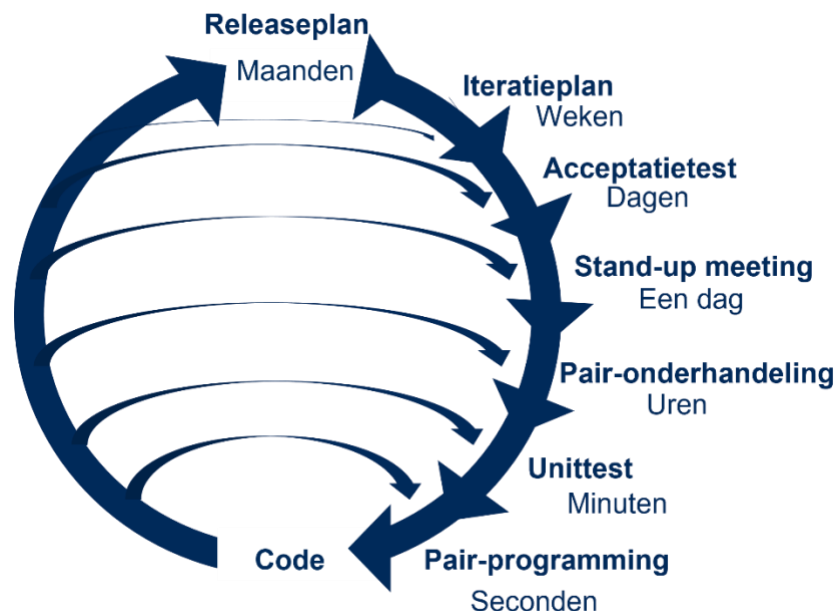 Releaseplan
Maanden
Iteratieplan
Weken
Acceptatietest
Dagen
Stand-up meeting
Een dag
Pair-onderhandeling
Uren
Unittest
Minuten
Code
Pair-programming
Seconden